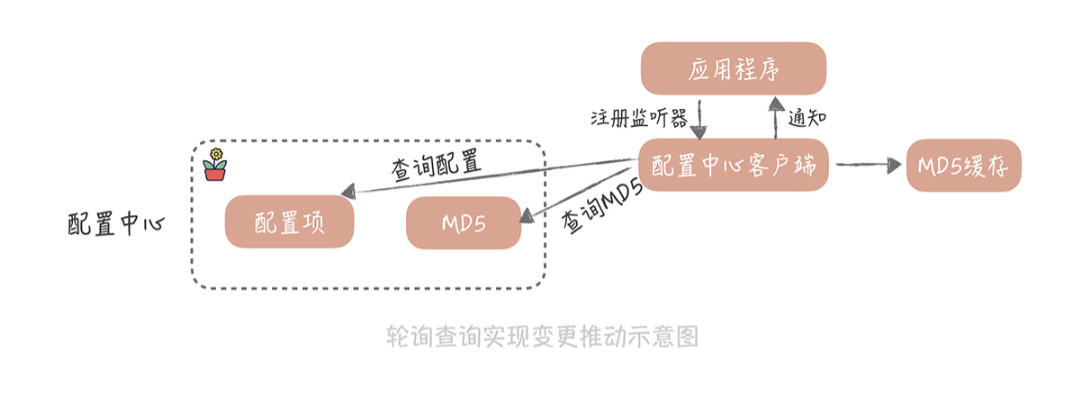 应用程序
注册监听器
通知
配置中心客户端
MD5缓存
查询配置
查询MD5
配置中心
配置项
MD5
轮询查询实现变更推动示意图